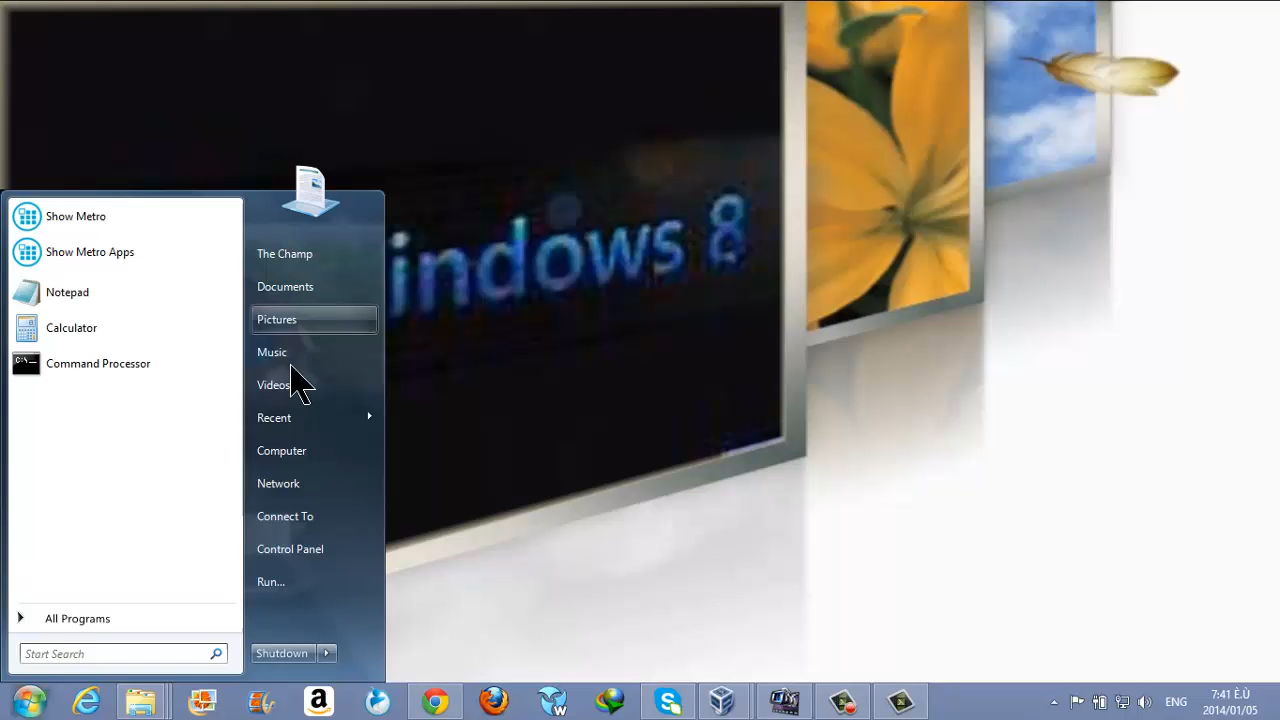 indows 8
Show Metro
Show Metro Apps
Notepad
Calculator
Command Processor
All Programs
Start Search
The Champ
Documents
Pictures
Music
Videos
Recent
Computer
Network
Connect To
Control Panel
Run...
Shutdown
ENG
7:41 È.Ù
2014/01/05